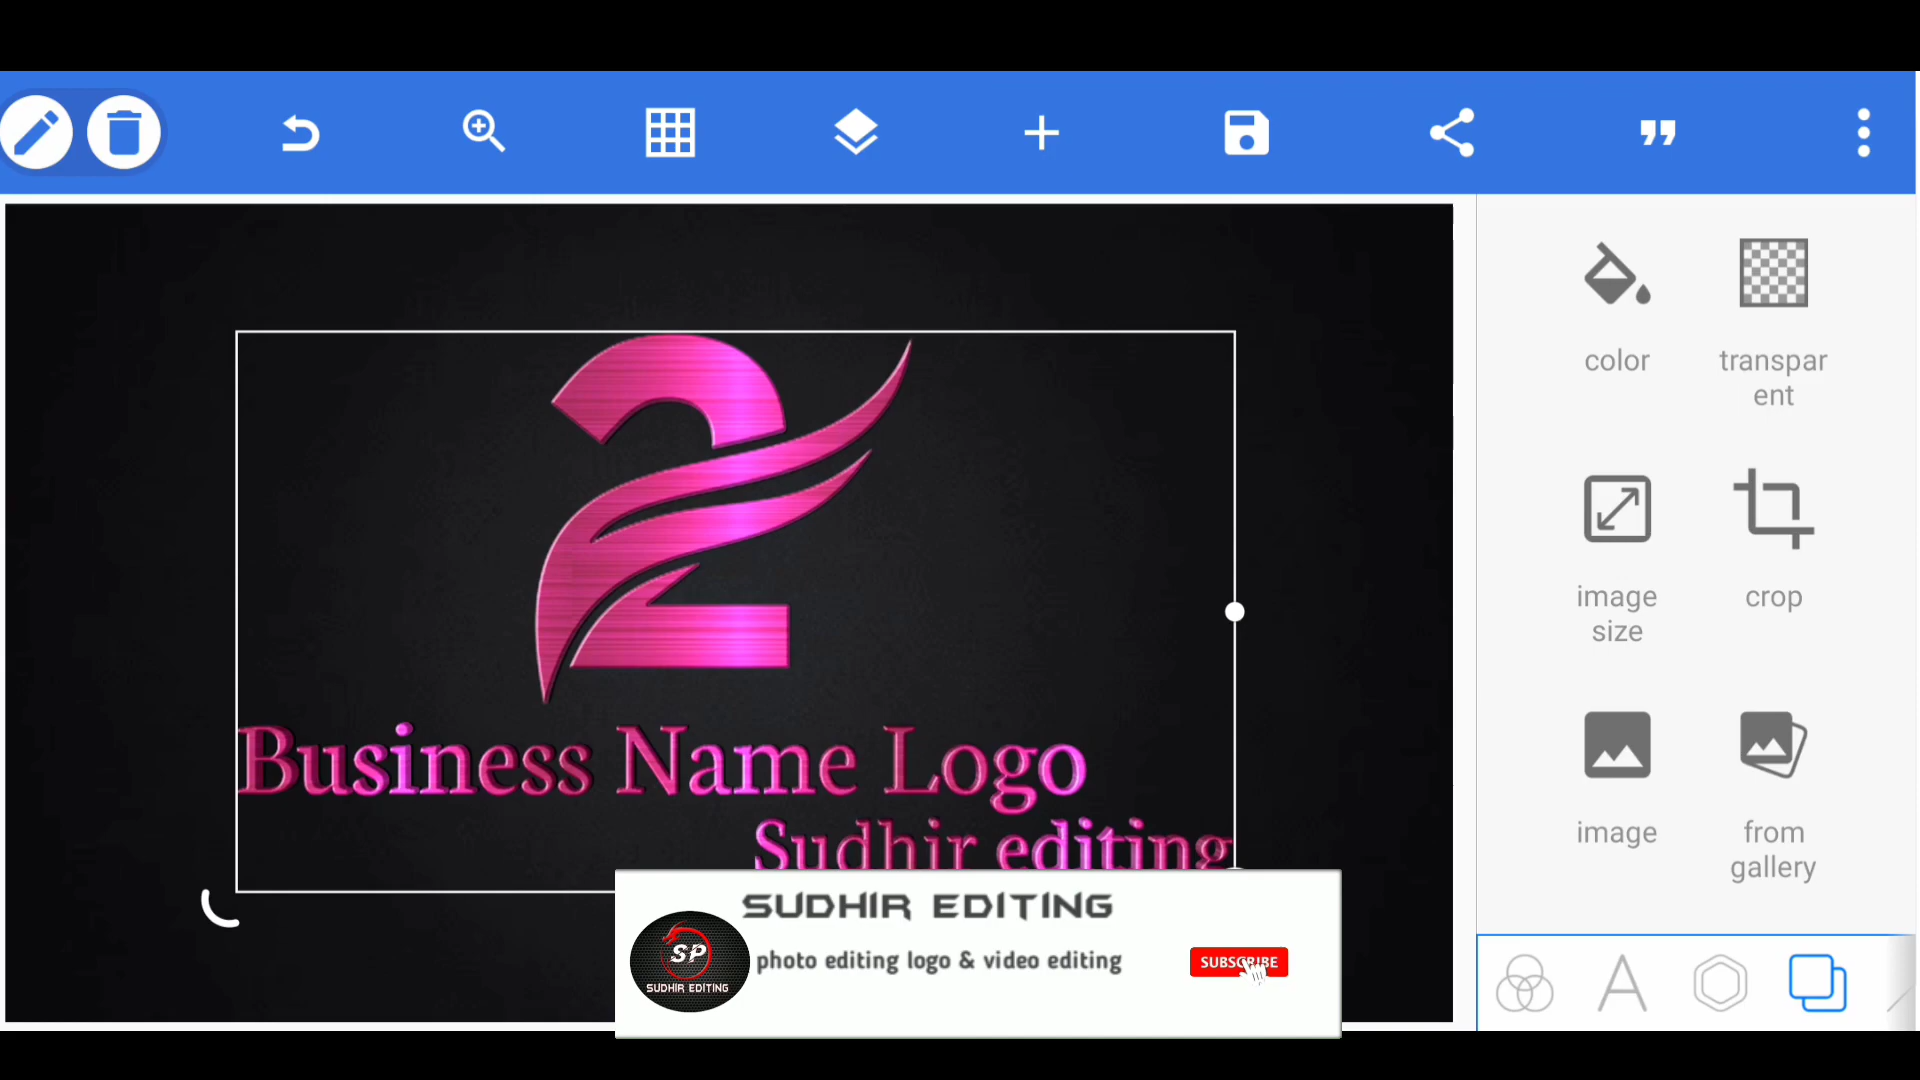 color
transpar
ent
image
size
crop
image
from
gallery
2
Business Name Logo
Sudhir editing
SUDHIR EDITING
photo editing logo & video editing
SUBSCRIBE
SP
SUDHIR EDITING